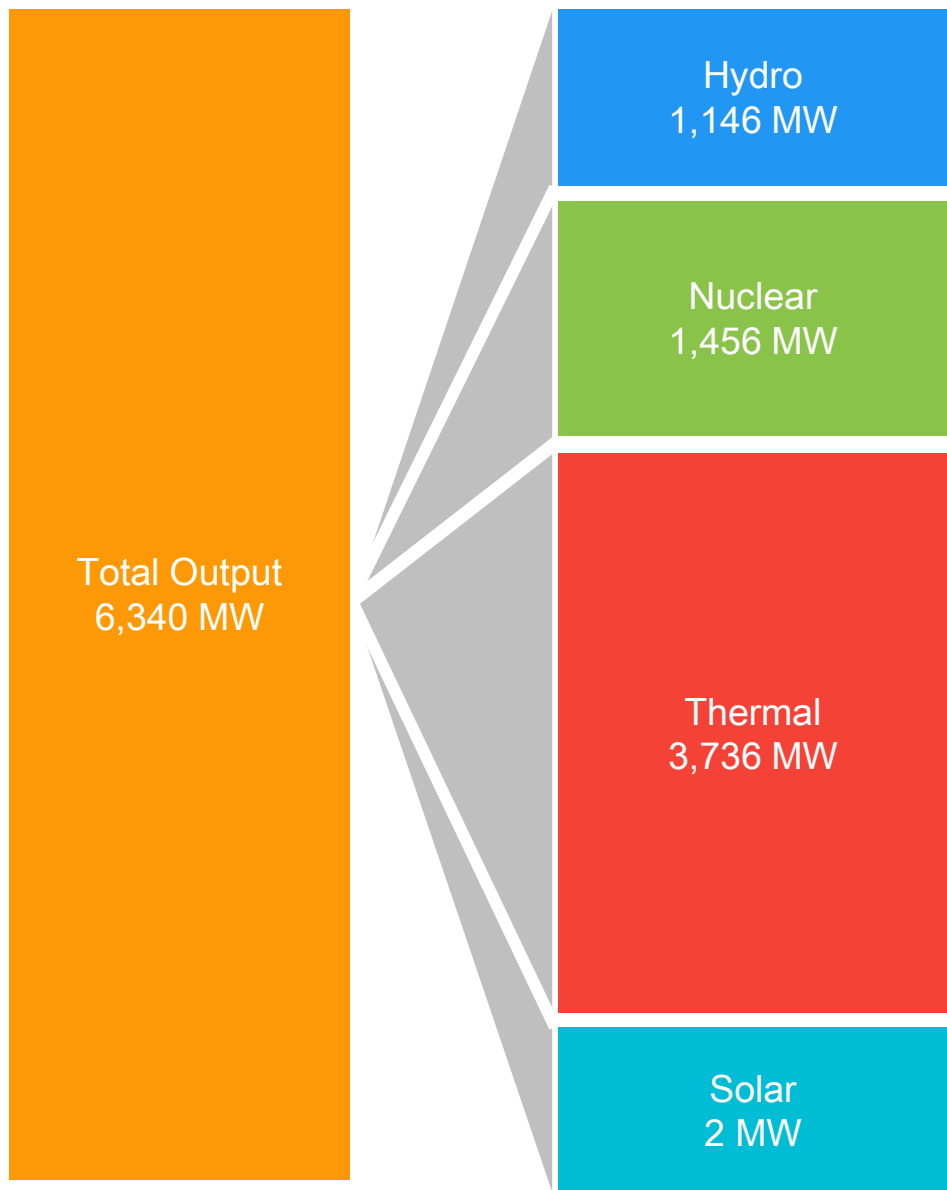 Total Output
6,340 MW
Hydro
1,146 MW
Nuclear
1,456 MW
Thermal
3,736 MW
Solar
2 MW